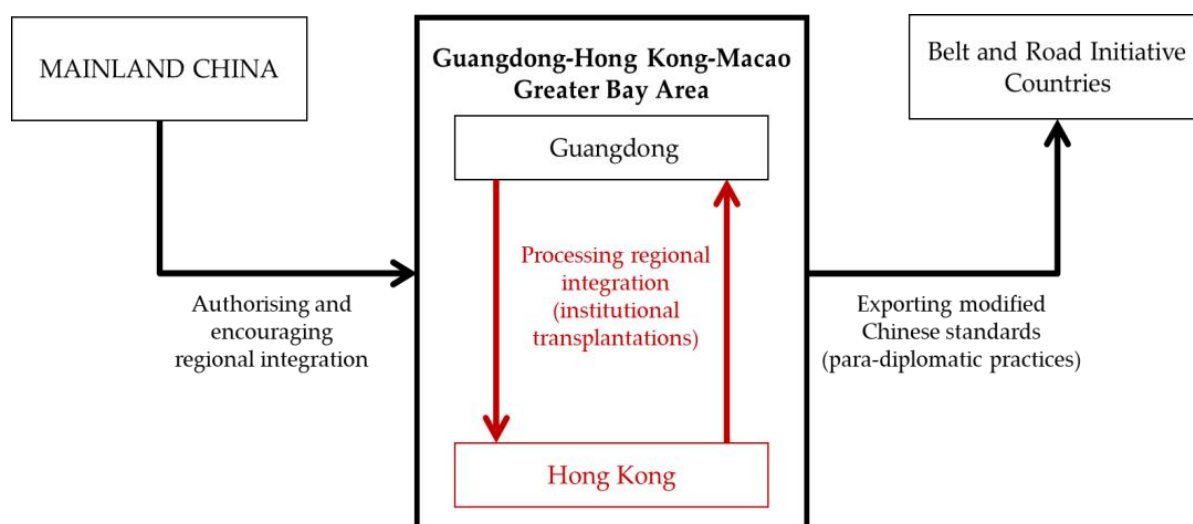 MAINLAND CHINA
Authorising and
encouraging
regional integration
Guangdong-Hong Kong-Macao
Greater Bay Area
Guangdong
Processing regional
integration
(institutional
transplantations)
Hong Kong
Belt and Road Initiative
Countries
Exporting modified
Chinese standards
(para-diplomatic practices)